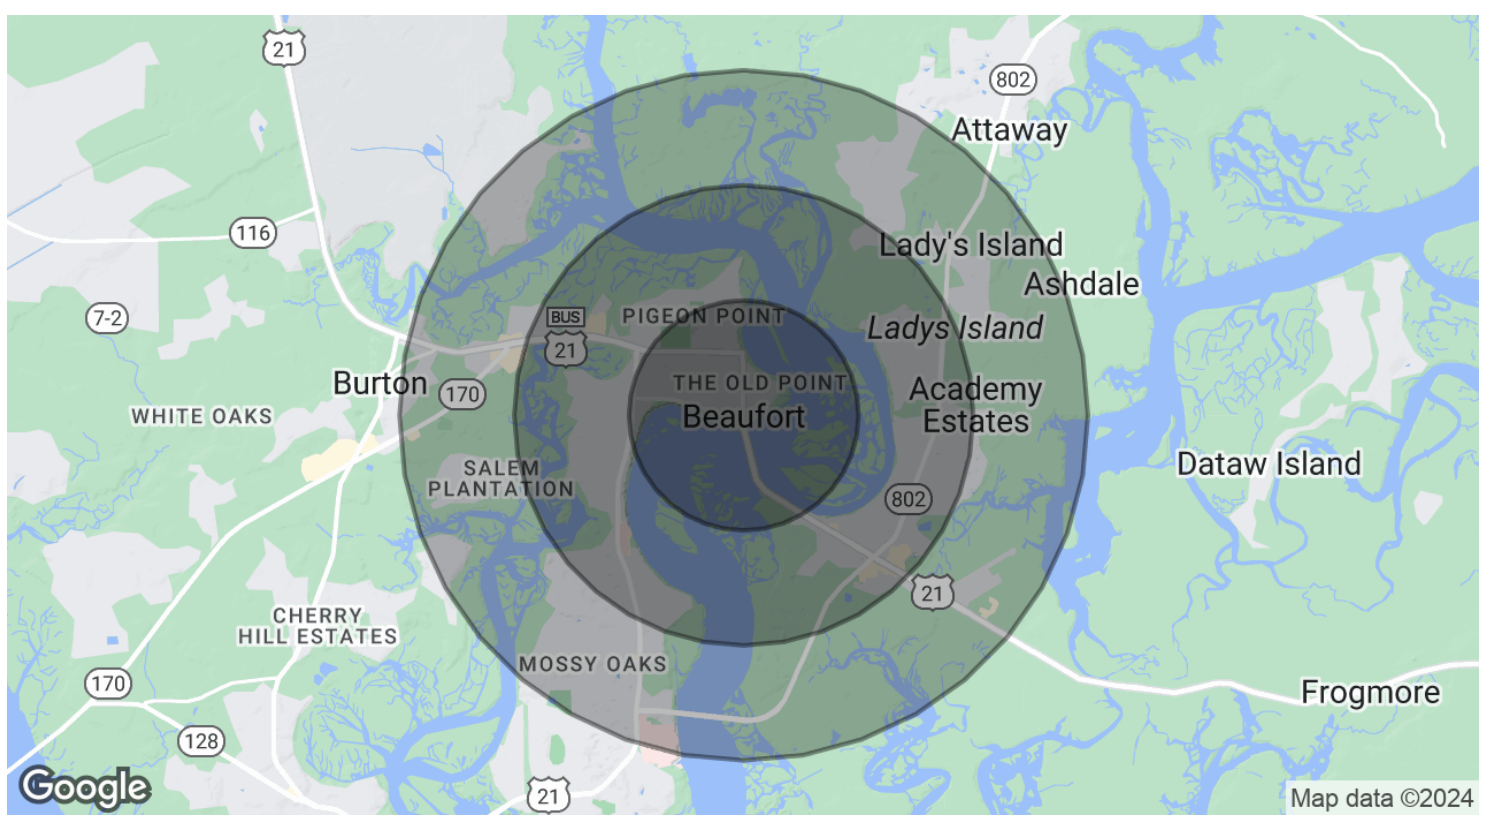 21
802
Attaway
116
Lady's Island
Ashdale
7-2
BUS
21
PIGEON POINT
Ladys Island
Burton
170
THE OLD POINT
Beaufort
Academy
Estates
WHITE OAKS
SALEM
PLANTATION
Dataw Island
802
21
CHERRY
HILL ESTATES
MOSSY OAKS
170
Frogmore
128
21
Google
Map data ©2024